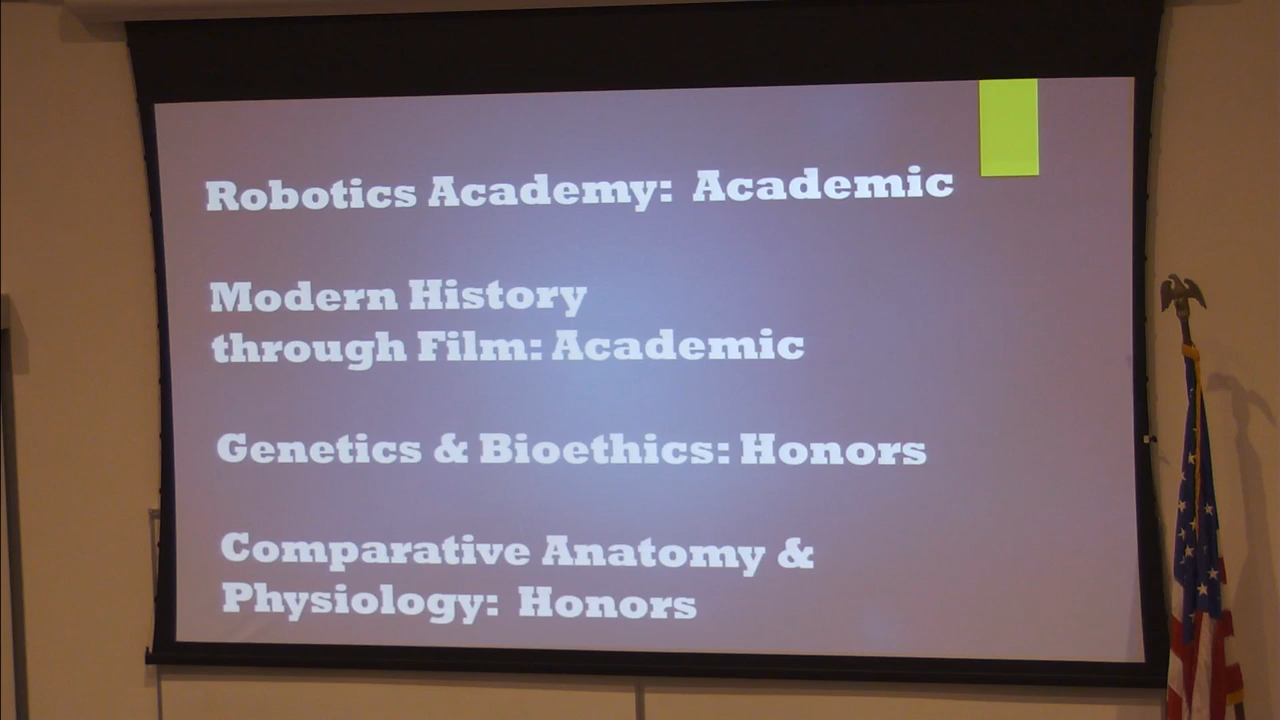 Robotics Academy: Academic
Modern History
through Film: Academic
Genetics & Bioethics: Honors
Comparative Anatomy &
Physiology: Honors